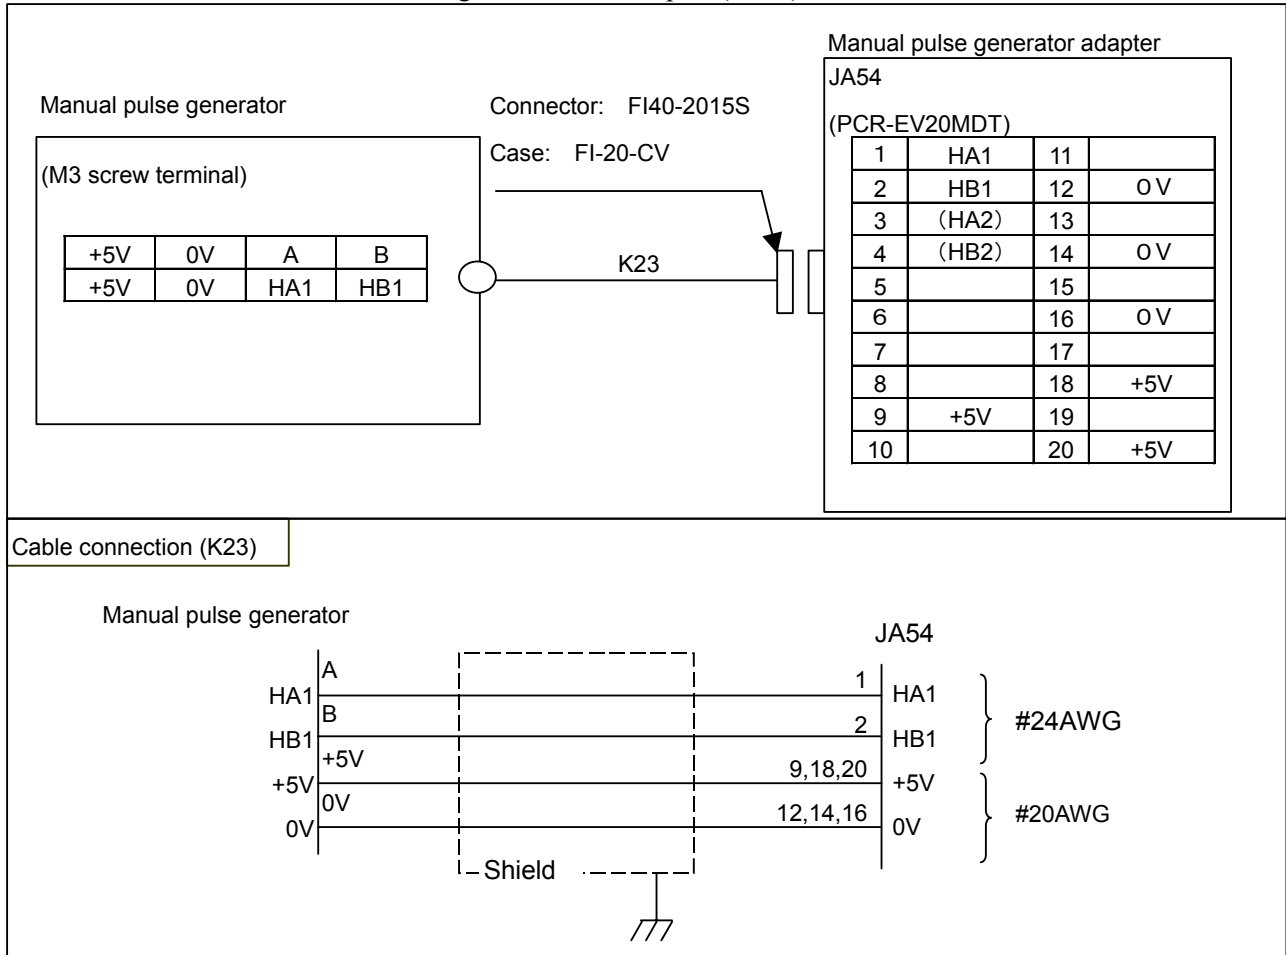 Manual pulse generator adapter
JA54
Manual pulse generator
Connector: FI40-2015S
(PCR-EV20MDT)
Case: FI-20-CV
(M3 screw terminal)
1 HA1 11
2 HB1 12 0V
3 (HA2) 13
4 (HB2) 14 0V
5 15
6 16 0V
7 17
8 18 +5V
9 +5V 19
10 20 +5V
+5V 0V A B
+5V 0V HA1 HB1
K23
Cable connection (K23)
Manual pulse generator
JA54
A
HA1 1 HA1
B
HB1 2 HB1
#24AWG
+5V
+5V 9,18,20 +5V
0V
0V 12,14,16 0V
#20AWG
Shield